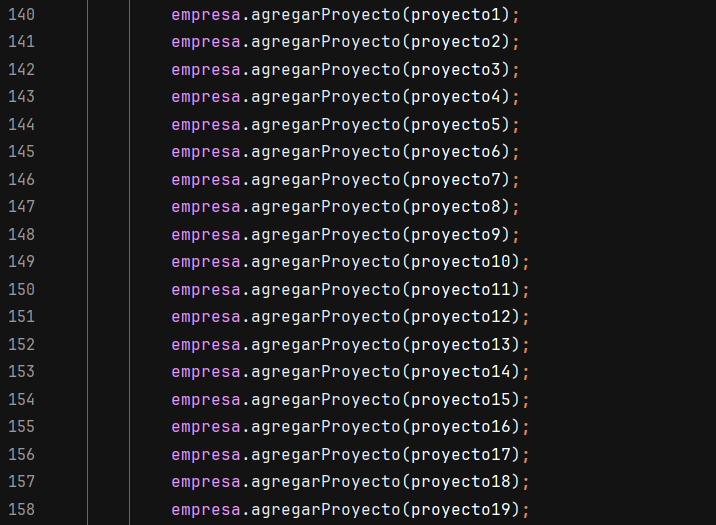 140 empresa.agregarProyecto(proyecto1);
141 empresa.agregarProyecto(proyecto2);
142 empresa.agregarProyecto(proyecto3);
143 empresa.agregarProyecto(proyecto4);
144 empresa.agregarProyecto(proyecto5);
145 empresa.agregarProyecto(proyecto6);
146 empresa.agregarProyecto(proyecto7);
147 empresa.agregarProyecto(proyecto8);
148 empresa.agregarProyecto(proyecto9);
149 empresa.agregarProyecto(proyecto10);
150 empresa.agregarProyecto(proyecto11);
151 empresa.agregarProyecto(proyecto12);
152 empresa.agregarProyecto(proyecto13);
153 empresa.agregarProyecto(proyecto14);
154 empresa.agregarProyecto(proyecto15);
155 empresa.agregarProyecto(proyecto16);
156 empresa.agregarProyecto(proyecto17);
157 empresa.agregarProyecto(proyecto18);
158 empresa.agregarProyecto(proyecto19);